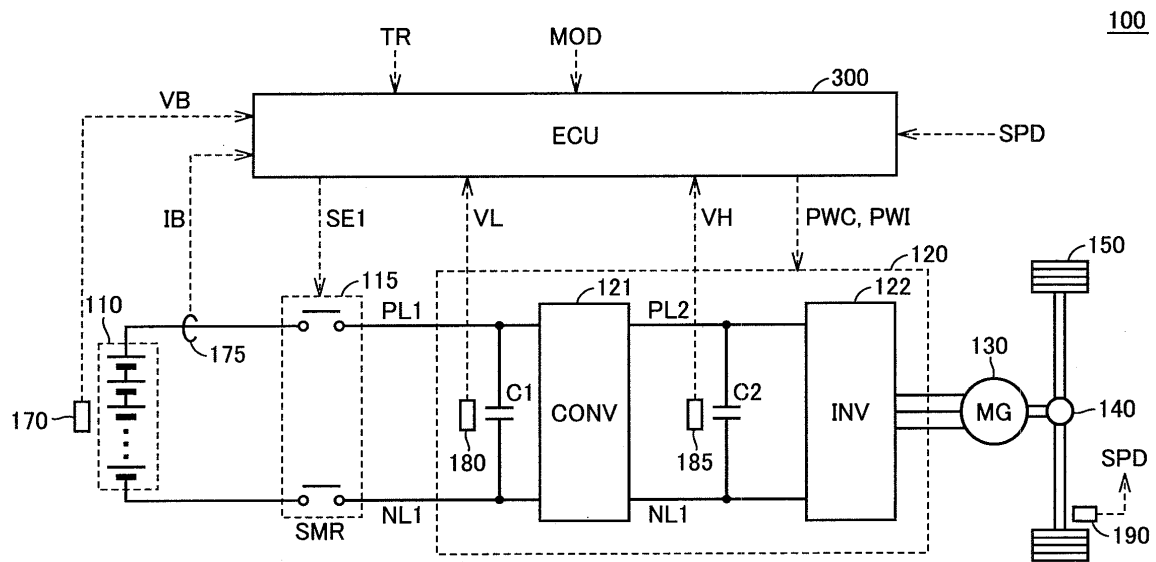 100
TR
MOD
300
VB
ECU
SPD
IB
SE1
VL
VH
PWC, PWI
120
150
115
121
122
110
PL1
PL2
130
175
C1
C2
CONV
INV
MG
140
170
180
185
SPD
NL1
NL1
SMR
190